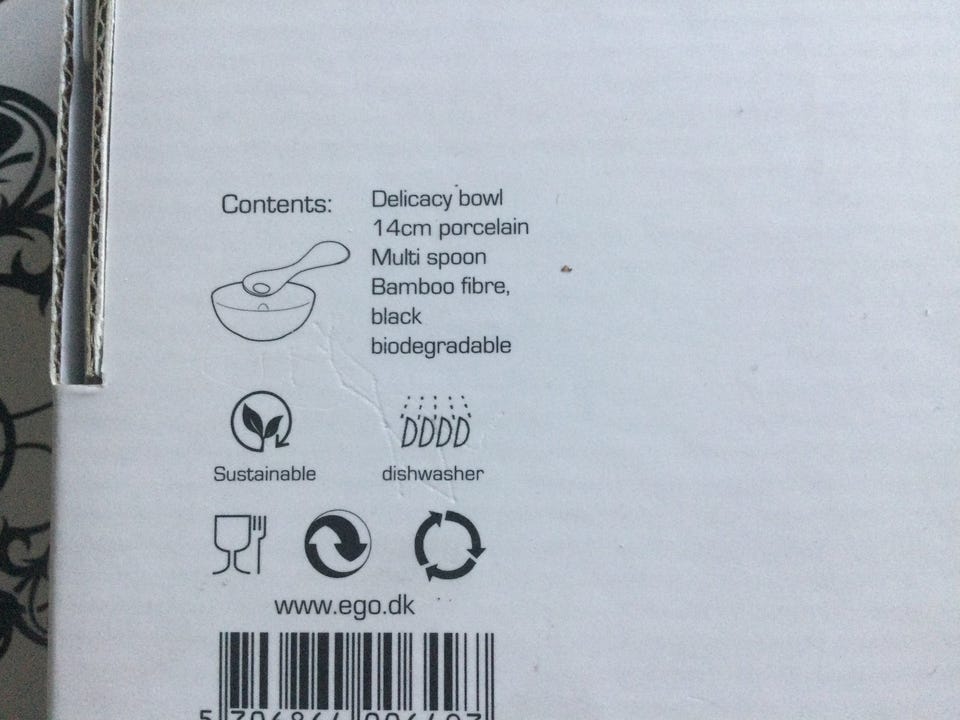 Contents:
Delicacy bowl
14cm porcelain
Multi spoon
Bamboo fibre,
black
biodegradable
Sustainable
dishwasher
www.ego.dk